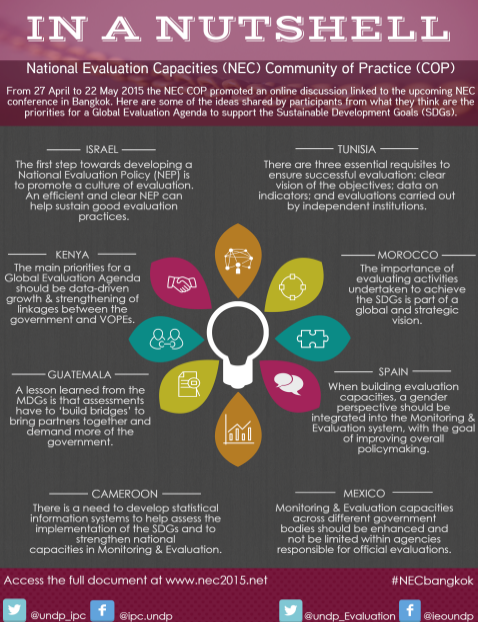 IN A NUTSHELL
National Evaluation Capacities (NEC) Community of Practice (COP)
From 27 April to 22 May 2015 the NEC COP promoted an online discussion linked to the upcoming NEC
conference in Bangkok. Here are some of the ideas shared by participants from what they think are the
priorities for a Global Evaluation Agenda to support the Sustainable Development Goals (SDGs).
ISRAEL
The first step towards developing a
National Evaluation Policy (NEP) is
to promote a culture of evaluation.
An efficient and clear NEP can
help sustain good evaluation
practices.
TUNISIA
There are three essential requisites to
ensure successful evaluation: clear
vision of the objectives; data on
indicators; and evaluations carried out
by independent institutions.
KENYA
The main priorities for a
Global Evaluation Agenda
should be data-driven
growth & strengthening of
linkages between the
government and VOPEs.
MOROCCO
The importance of
evaluating activities
undertaken to achieve
the SDGs is part of a
global and strategic
vision.
GUATEMALA
A lesson learned from the
MDGs is that assessments
have to ‘build bridges’ to
bring partners together and
demand more of the
government.
SPAIN
When building evaluation
capacities, a gender
perspective should be
integrated into the Monitoring &
Evaluation system, with the goal
of improving overall
policymaking.
CAMEROON
There is a need to develop statistical
information systems to help assess the
implementation of the SDGs and to
strengthen national
capacities in Monitoring & Evaluation.
MEXICO
Monitoring & Evaluation capacities
across different government
bodies should be enhanced and
not be limited within agencies
responsible for official evaluations.
Access the full document at www.nec2015.net
#NECbangkok
@undp_ipc
@ipc.undp
@undp_Evaluation
@ieoundp